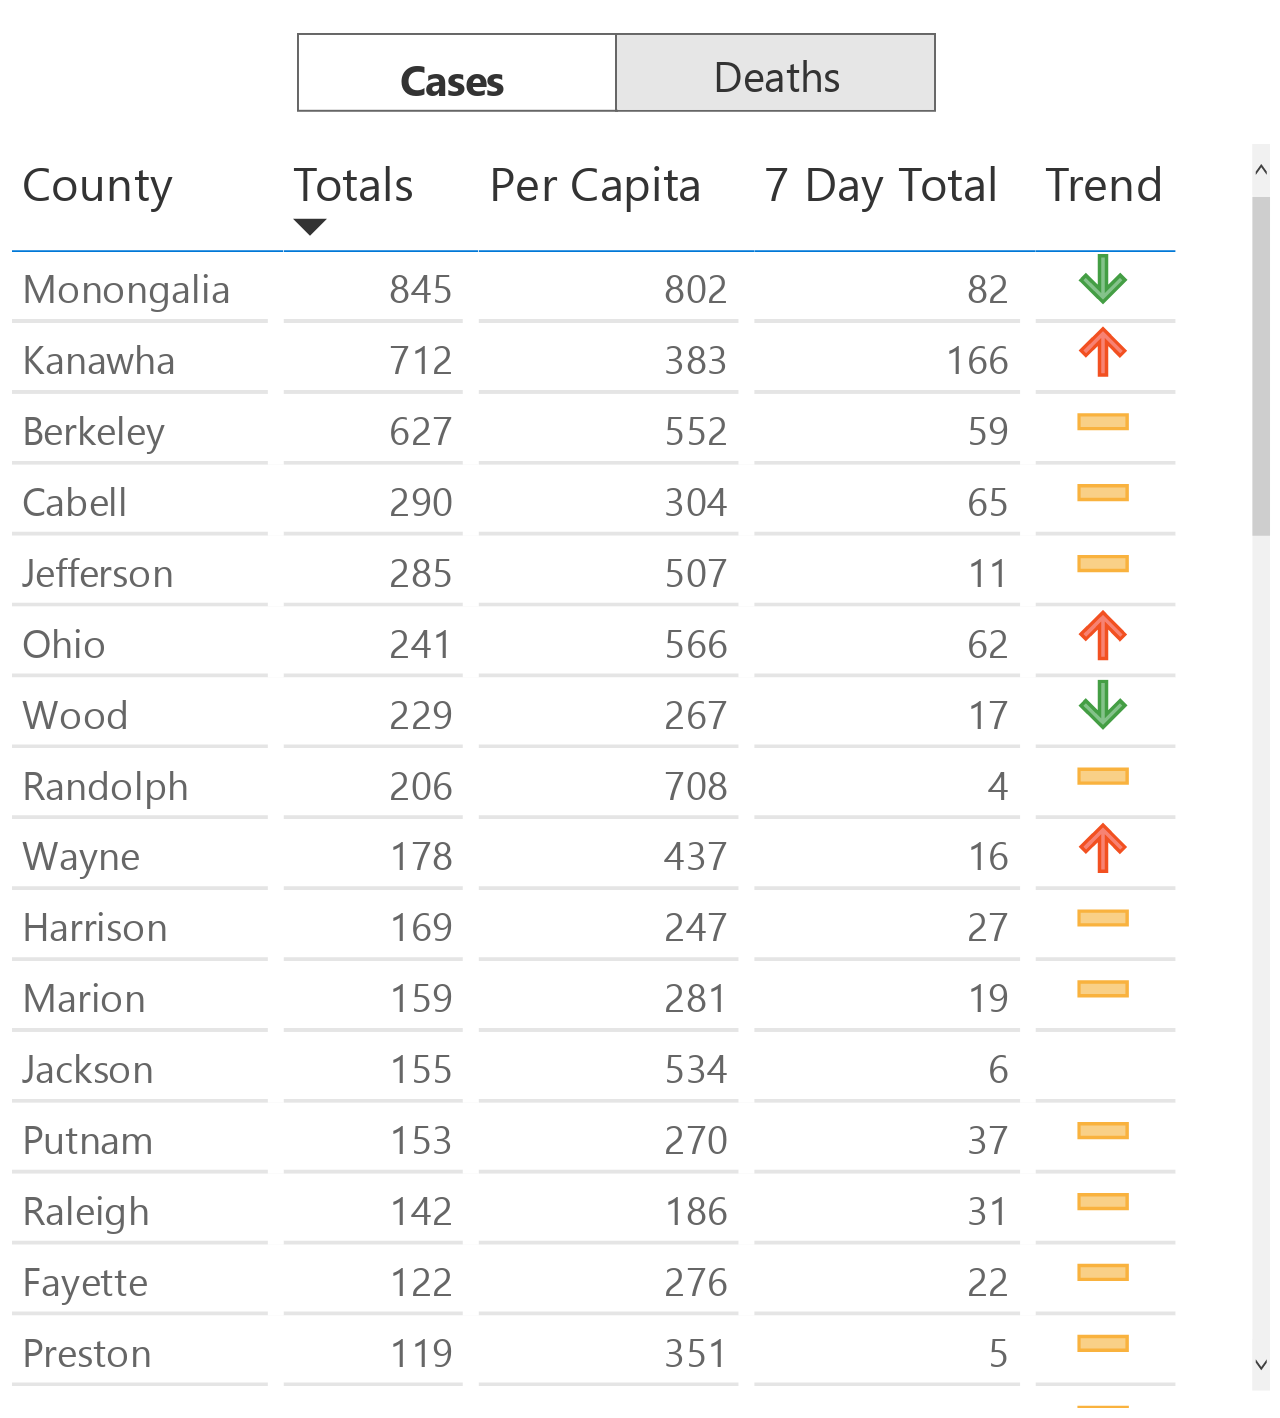 Cases Deaths
County Totals Per Capita 7 Day Total Trend
Monongalia 845 802 82
Kanawha 712 383 166
Berkeley 627 552 59
Cabell 290 304 65
Jefferson 285 507 11
Ohio 241 566 62
Wood 229 267 17
Randolph 206 708 4
Wayne 178 437 16
Harrison 169 247 27
Marion 159 281 19
Jackson 155 534 6
Putnam 153 270 37
Raleigh 142 186 31
Fayette 122 276 22
Preston 119 351 5